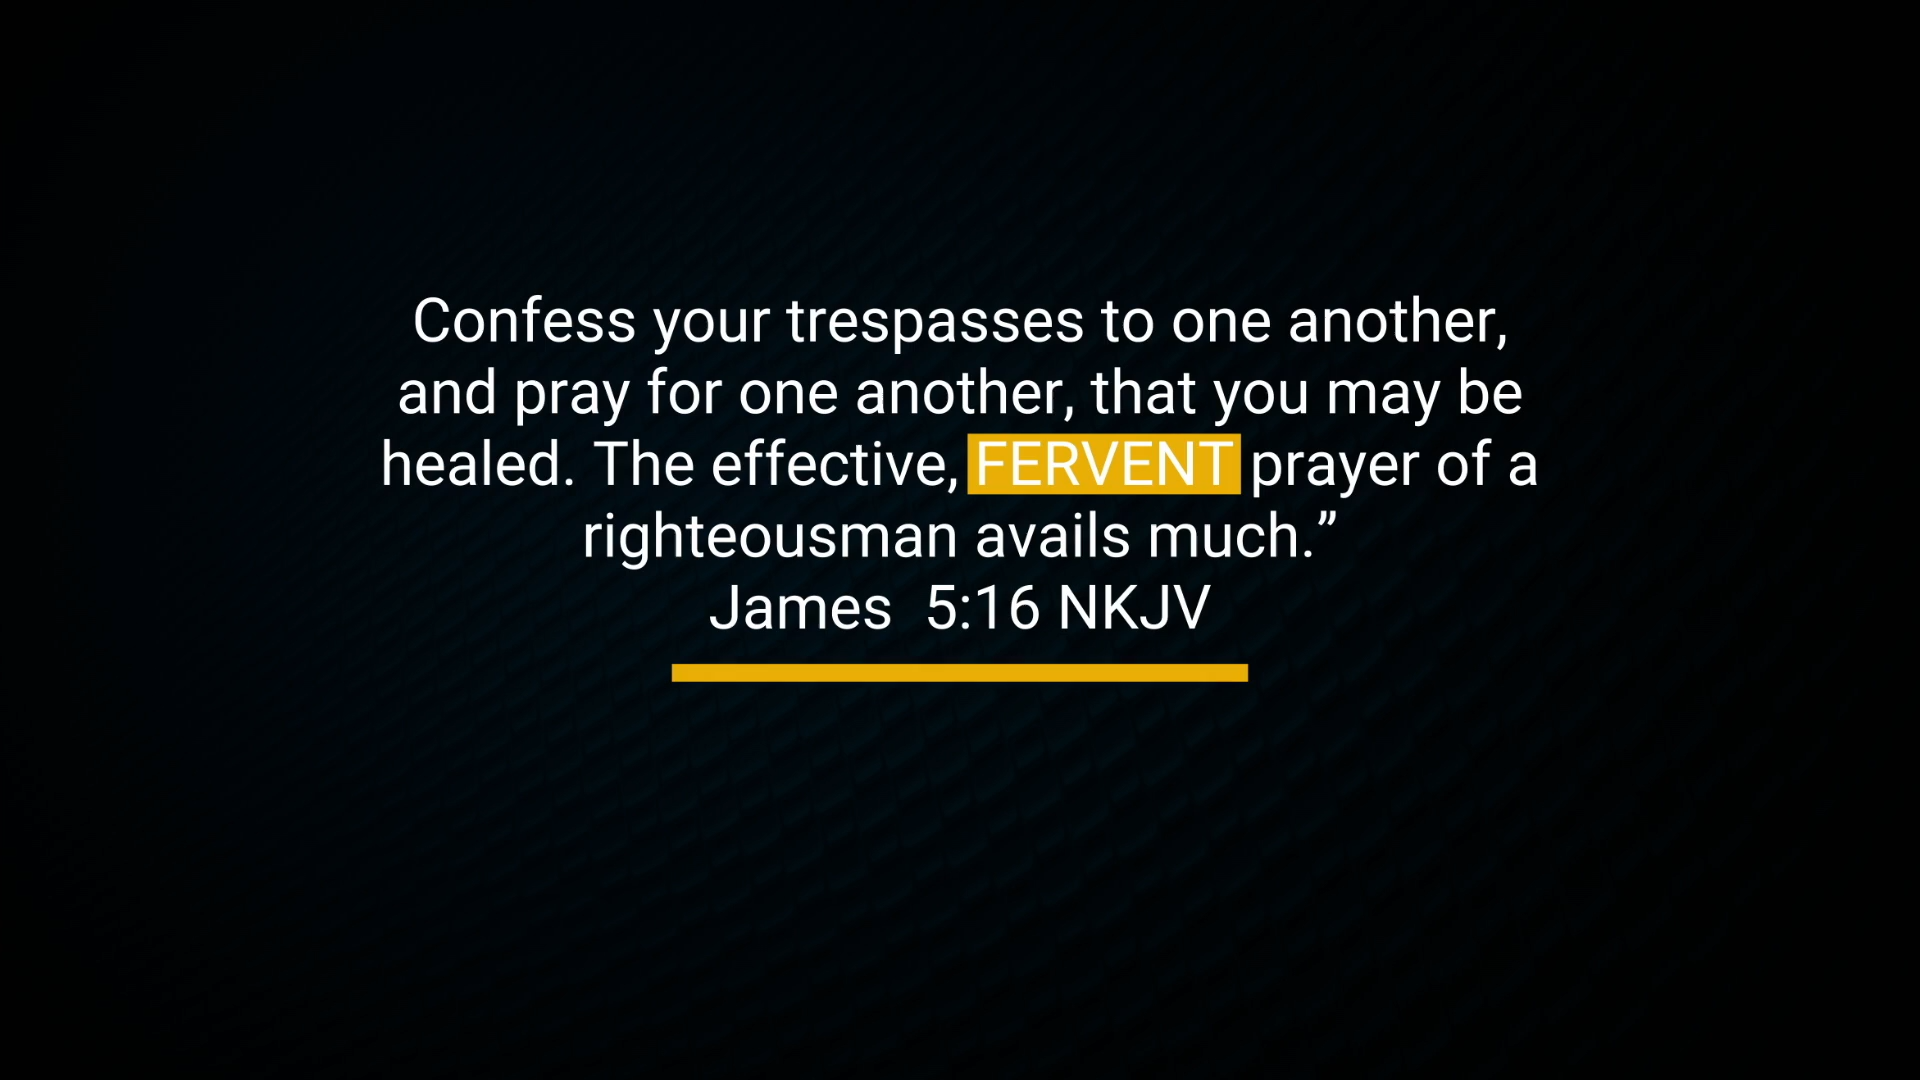 Confess your trespasses to one another,
and pray for one another, that you may be
healed. The effective, FERVENT prayer of a
righteousman avails much.”
James  5:16 NKJV